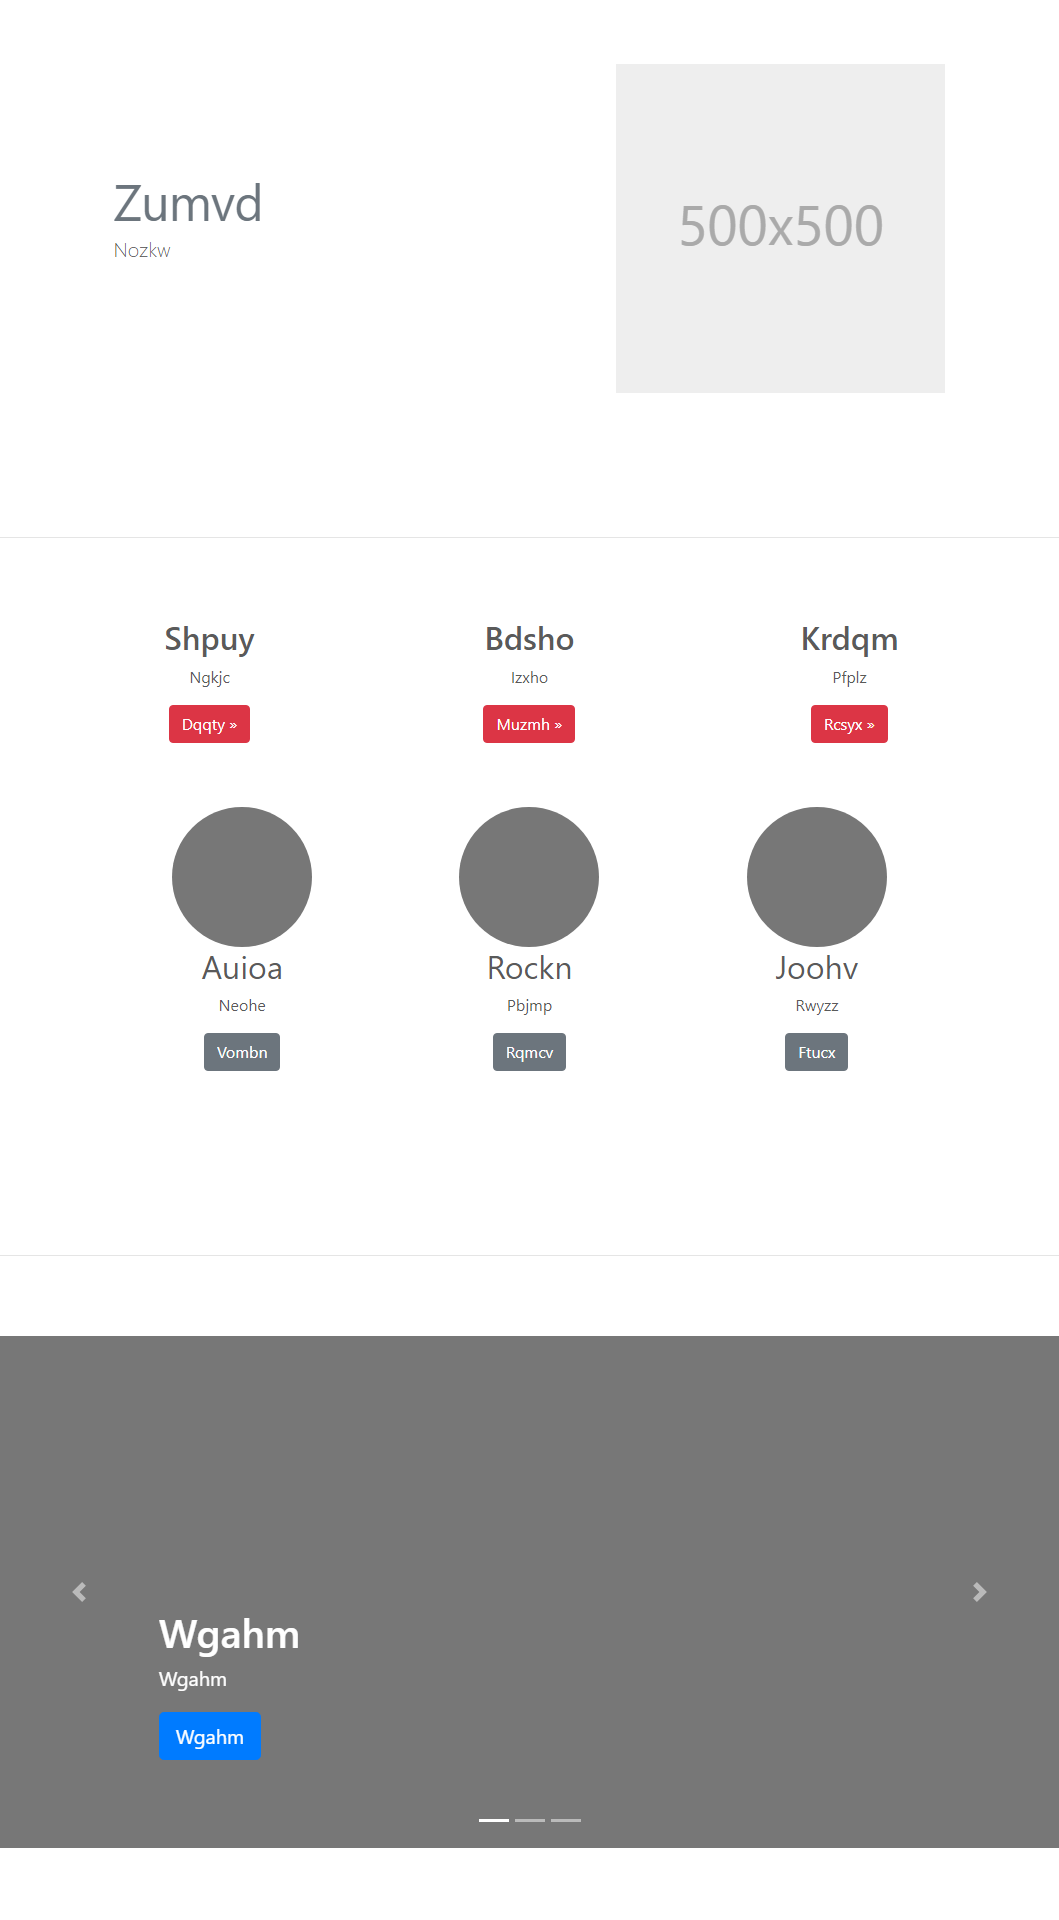 Zumvd
Nozkw
500x500
Shpuy
Ngkjc
Dqqty »
Bdsho
Izxho
Muzmh »
Krdqm
Pfplz
Rcsyx »
Auioa
Neohe
Vombn
Rockn
Pbjmp
Rqmcv
Joohv
Rwyzz
Ftucx
Wgahm
Wgahm
Wgahm